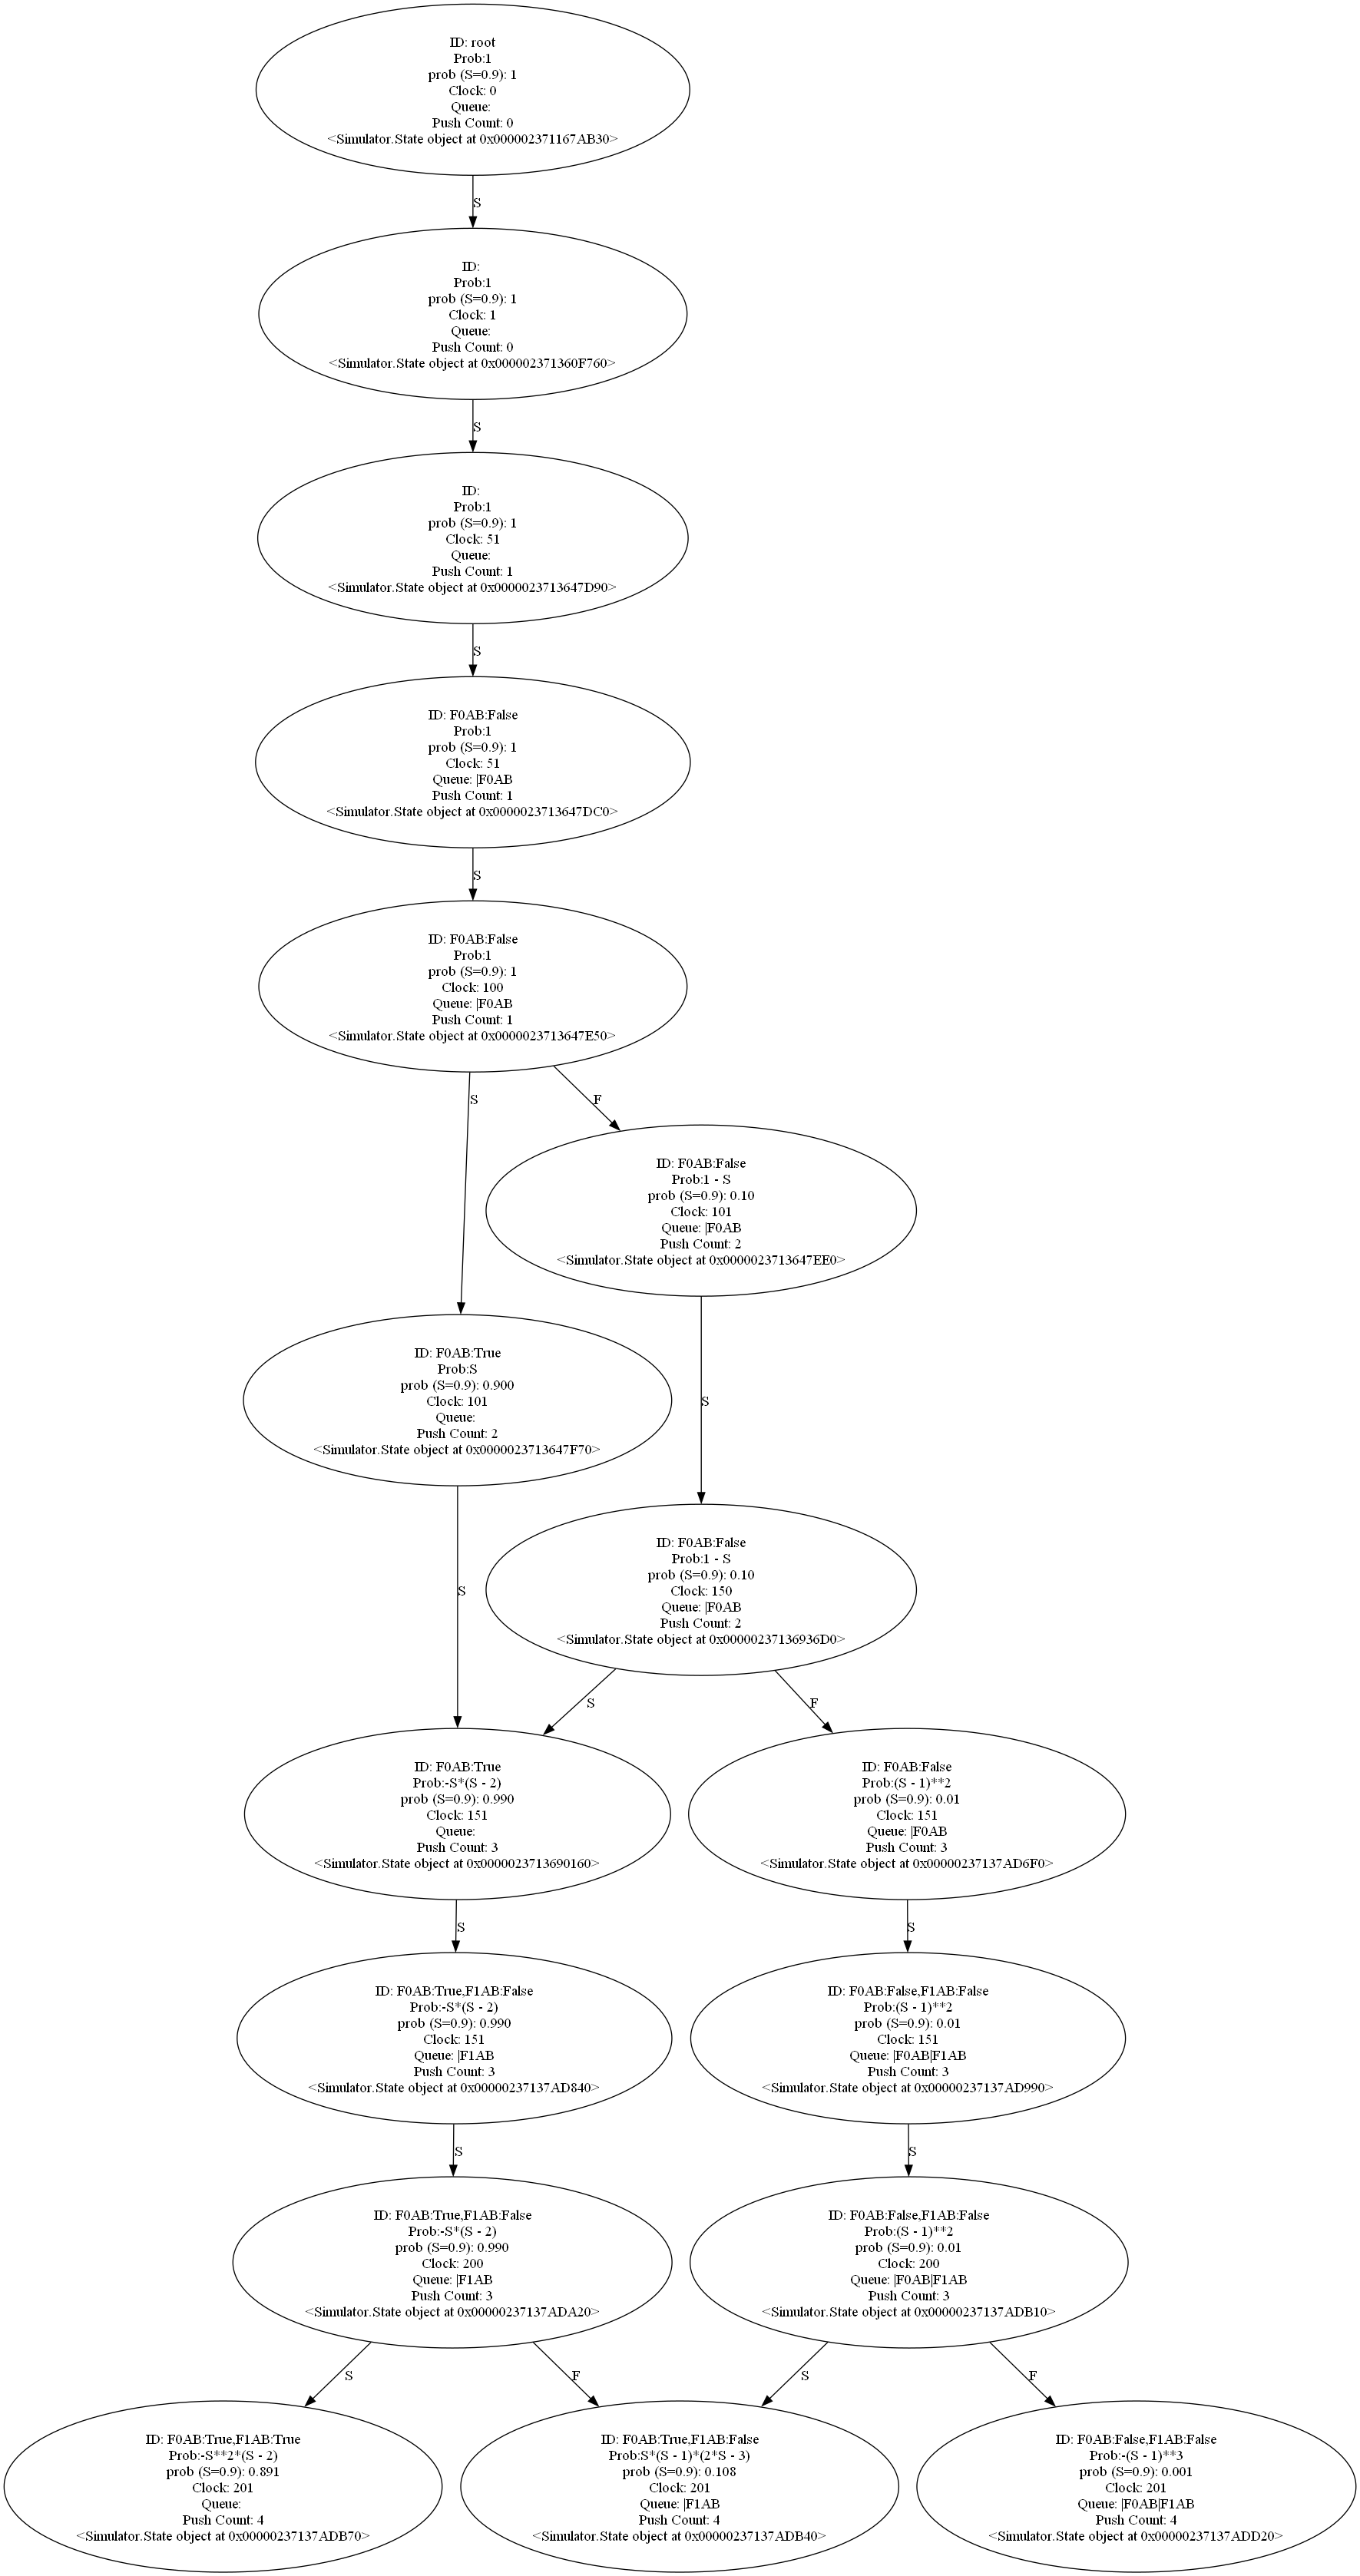 ID: root
Prob:1
prob (S=0.9): 1
Clock: 0
Queue:
Push Count: 0
<Simulator.State object at 0x000002371167AB30>
S
ID:
Prob:1
prob (S=0.9): 1
Clock: 1
Queue:
Push Count: 0
<Simulator.State object at 0x000002371360F760>
S
ID:
Prob:1
prob (S=0.9): 1
Clock: 51
Queue:
Push Count: 1
<Simulator.State object at 0x0000023713647D90>
S
ID: F0AB:False
Prob:1
prob (S=0.9): 1
Clock: 51
Queue: |F0AB
Push Count: 1
<Simulator.State object at 0x0000023713647DC0>
S
ID: F0AB:False
Prob:1
prob (S=0.9): 1
Clock: 100
Queue: |F0AB
Push Count: 1
<Simulator.State object at 0x0000023713647E50>
S
F
ID: F0AB:False
Prob:1 - S
prob (S=0.9): 0.10
Clock: 101
Queue: |F0AB
Push Count: 2
<Simulator.State object at 0x0000023713647EE0>
ID: F0AB:True
Prob:S
prob (S=0.9): 0.900
Clock: 101
Queue:
Push Count: 2
<Simulator.State object at 0x0000023713647F70>
S
S
ID: F0AB:False
Prob:1 - S
prob (S=0.9): 0.10
Clock: 150
Queue: |F0AB
Push Count: 2
<Simulator.State object at 0x00000237136936D0>
S
F
ID: F0AB:True
Prob:-S*(S - 2)
prob (S=0.9): 0.990
Clock: 151
Queue:
Push Count: 3
<Simulator.State object at 0x0000023713690160>
ID: F0AB:False
Prob:(S - 1)**2
prob (S=0.9): 0.01
Clock: 151
Queue: |F0AB
Push Count: 3
<Simulator.State object at 0x00000237137AD6F0>
S
S
ID: F0AB:True,F1AB:False
Prob:-S*(S - 2)
prob (S=0.9): 0.990
Clock: 151
Queue: |F1AB
Push Count: 3
<Simulator.State object at 0x00000237137AD840>
ID: F0AB:False,F1AB:False
Prob:(S - 1)**2
prob (S=0.9): 0.01
Clock: 151
Queue: |F0AB|F1AB
Push Count: 3
<Simulator.State object at 0x00000237137AD990>
S
S
ID: F0AB:True,F1AB:False
Prob:-S*(S - 2)
prob (S=0.9): 0.990
Clock: 200
Queue: |F1AB
Push Count: 3
<Simulator.State object at 0x00000237137ADA20>
ID: F0AB:False,F1AB:False
Prob:(S - 1)**2
prob (S=0.9): 0.01
Clock: 200
Queue: |F0AB|F1AB
Push Count: 3
<Simulator.State object at 0x00000237137ADB10>
S
F
S
F
ID: F0AB:True,F1AB:True
Prob:-S**2*(S - 2)
prob (S=0.9): 0.891
Clock: 201
Queue:
Push Count: 4
<Simulator.State object at 0x00000237137ADB70>
ID: F0AB:True,F1AB:False
Prob:S*(S - 1)*(2*S - 3)
prob (S=0.9): 0.108
Clock: 201
Queue: |F1AB
Push Count: 4
<Simulator.State object at 0x00000237137ADB40>
ID: F0AB:False,F1AB:False
Prob:-(S - 1)**3
prob (S=0.9): 0.001
Clock: 201
Queue: |F0AB|F1AB
Push Count: 4
<Simulator.State object at 0x00000237137ADD20>